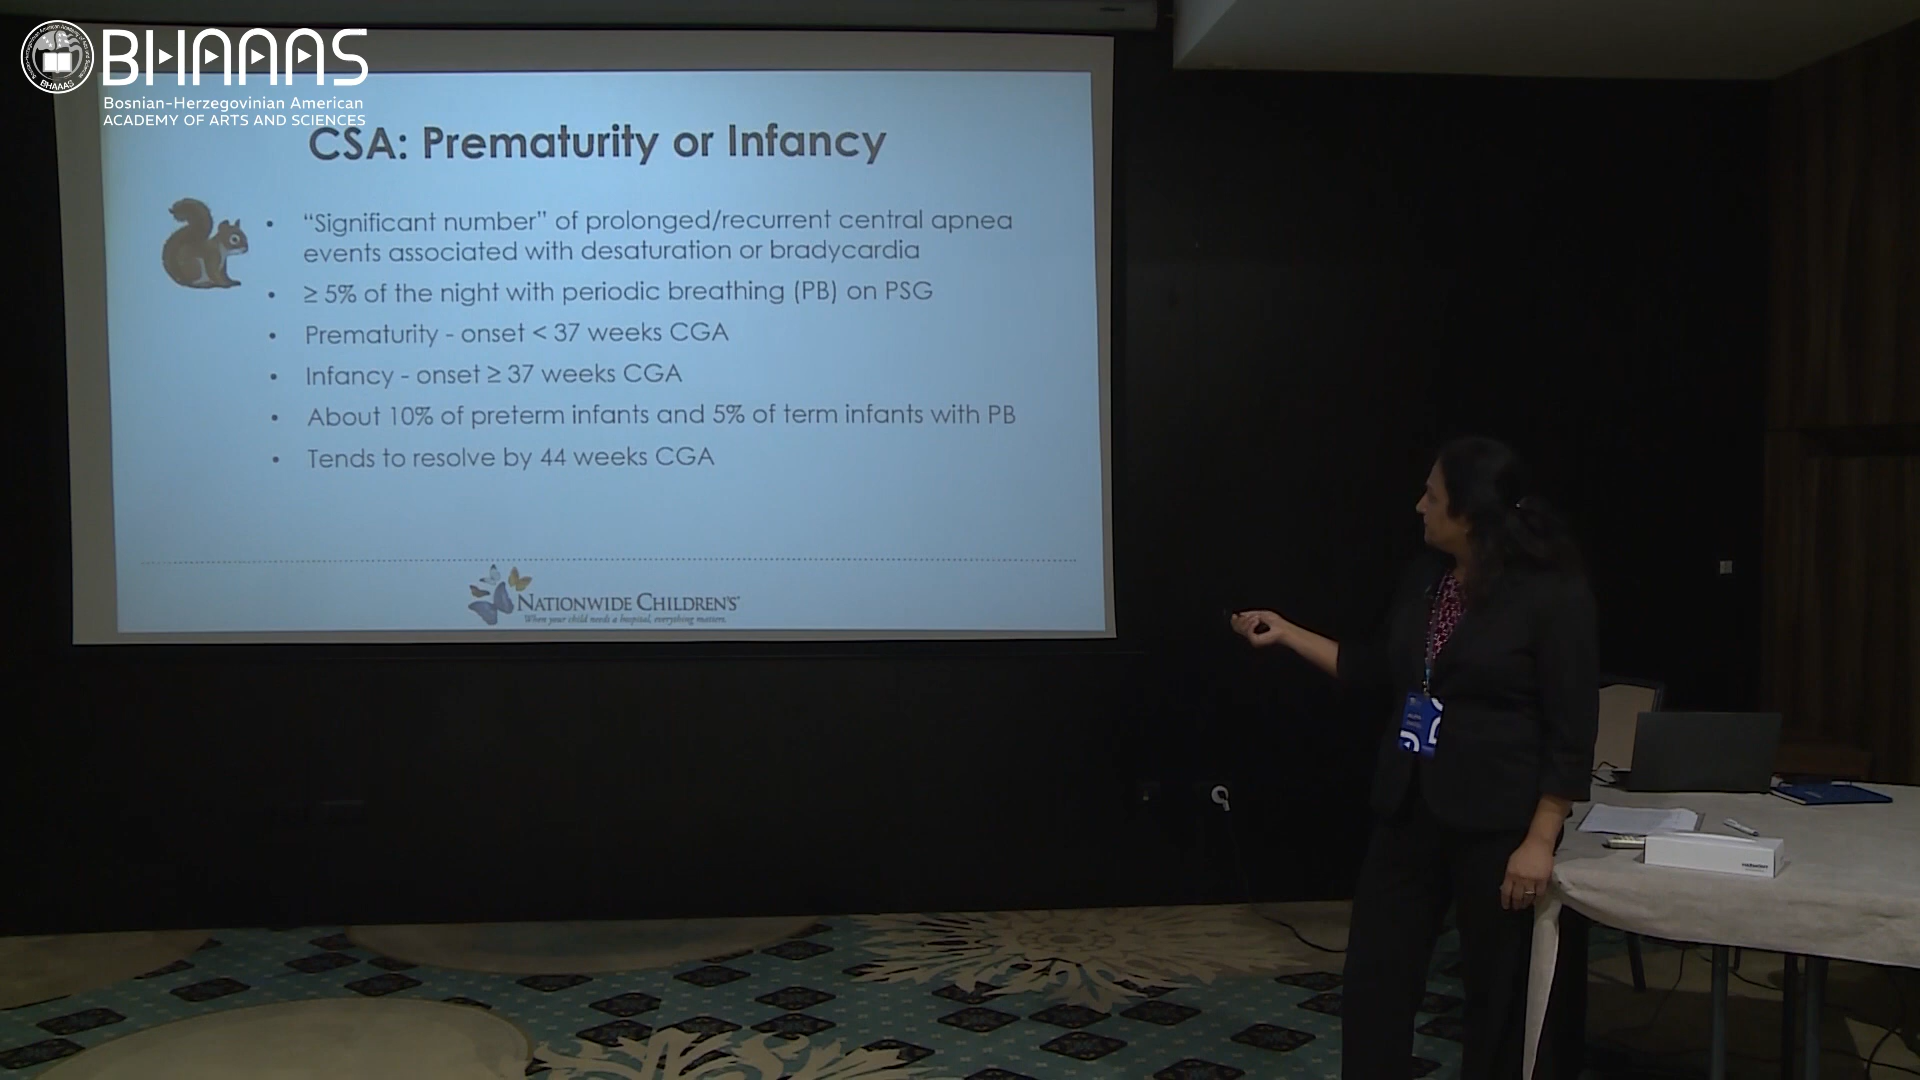 BHAAAS
Bosnian-Herzegovinian American
ACADEMY OF ARTS AND SCIENCES
BHAAAS
CSA: Prematurity or Infancy
• “Significant number” of prolonged/recurrent central apnea
events associated with desaturation or bradycardia
• ≥ 5% of the night with periodic breathing (PB) on PSG
• Prematurity - onset < 37 weeks CGA
• Infancy - onset ≥ 37 weeks CGA
• About 10% of preterm infants and 5% of term infants with PB
• Tends to resolve by 44 weeks CGA
NATIONWIDE CHILDREN'S
When your child needs a hospital, everything matters.